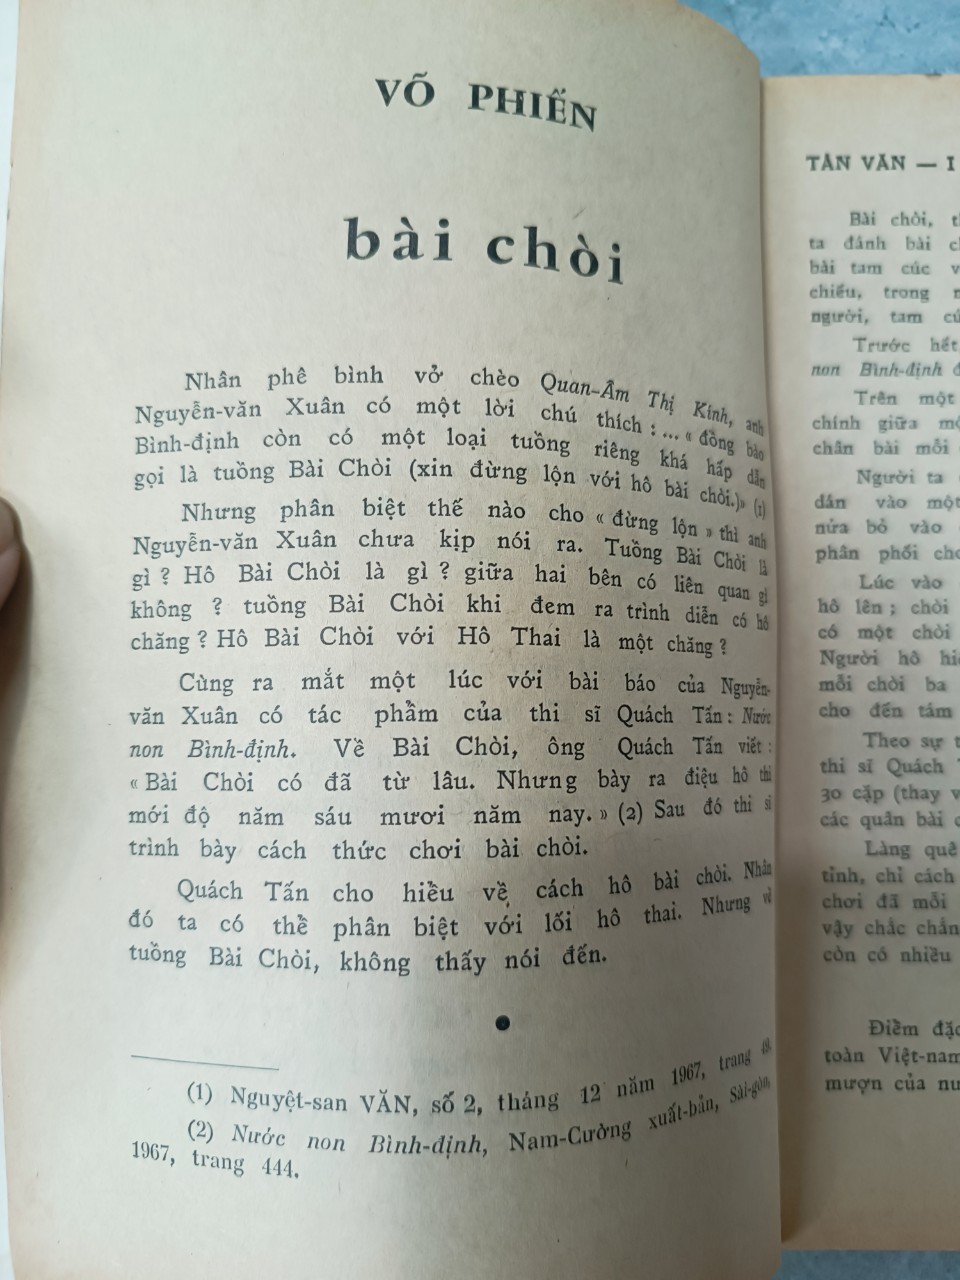 VÕ PHIẾN
bài chòi
Nhân phê bình vở chèo Quan-Âm Thị Kính, anh
Nguyễn-văn Xuân có một lời chú thích : ... « đồng bào
Bình-định còn có một loại tuồng riêng khá hấp dẫn
gọi là tuồng Bài Chòi (xin đừng lộn với hô bài chòi.)» (1)
Nhưng phân biệt thế nào cho « đừng lộn » thì anh
Nguyễn-văn Xuân chưa kịp nói ra. Tuồng Bài Chòi là
gì ? Hô Bài Chòi là gì ? giữa hai bên có liên quan gì
không ? tuồng Bài Chòi khi đem ra trình diễn có hô
chăng ? Hô Bài Chòi với Hô Thai là một chăng ?
Cùng ra mắt một lúc với bài báo của Nguyễn-
văn Xuân có tác phẩm của thi sĩ Quách Tấn : Nước
non Bình-định. Về Bài Chòi, ông Quách Tấn viết :
« Bài Chòi có đã từ lâu. Nhưng bày ra điệu hô thì
mới độ năm sáu mươi năm nay. » (2) Sau đó thi sĩ
trình bày cách thức chơi bài chòi.
Quách Tấn cho hiểu về cách hô bài chòi. Nhân
đó ta có thể phân biệt với lối hô thai. Nhưng về
tuồng Bài Chòi, không thấy nói đến.
(1) Nguyệt-san VĂN, số 2, tháng 12 năm 1967, trang
(2) Nước non Bình-định, Nam-Cường xuất-bản, Sài-gòn,
1967, trang 444.
TÂN VĂN — I
Bài chòi,
ta đánh bài
bài tam cúc
chiếu, trong
người, tam
Trước hết
non Bình-định
Trên một
chính giữa
chân bài mỗi
Người ta
dán vào một
nửa bỏ vào
phân phối
Lúc vào
hô lên ; chòi
có một chòi
Người hô
mỗi chòi ba
cho đến tám
Theo sự
thi sĩ Quách
30 cặp (thay
các quân bài
Làng quê
tỉnh, chỉ cách
chơi đã mỗi
vậy chắc chắn
còn có nhiều
Điểm
toàn Việt-nam
mượn của